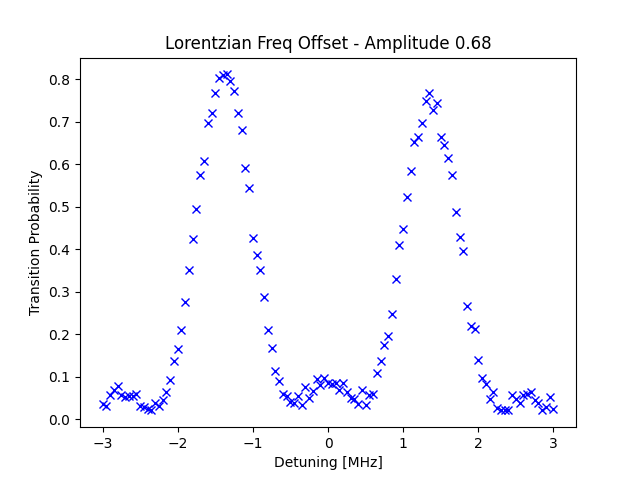 Lorentzian Freq Offset - Amplitude 0.68
Transition Probability
0.8
0.7
0.6
0.5
0.4
0.3
0.2
0.1
0.0
−3 −2 −1 0 1 2 3
Detuning [MHz]